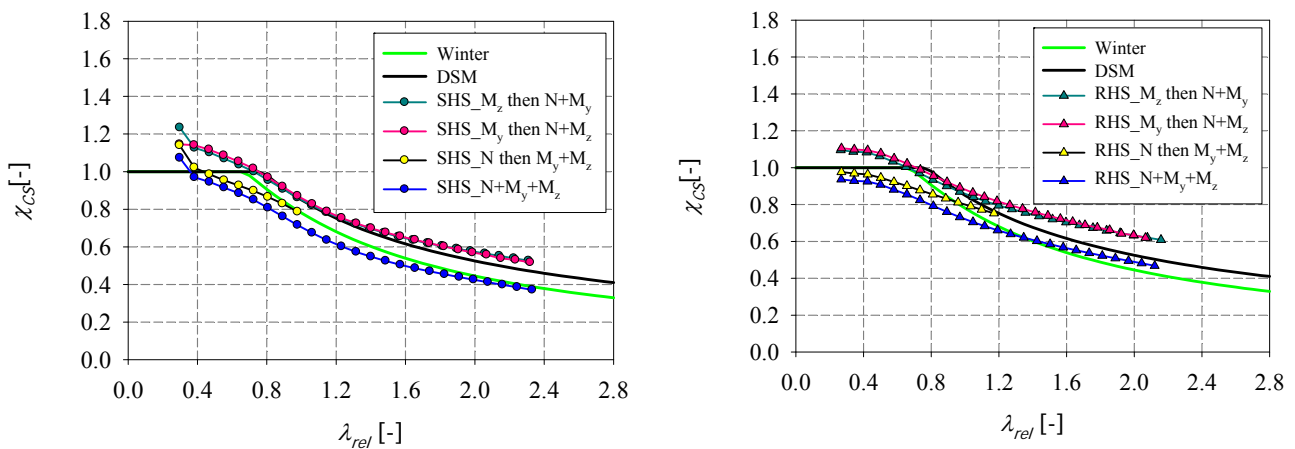 1.8
1.6
1.4
1.2
1.0
0.8
0.6
0.4
0.2
0.0
χCS[-]
0.0 0.4 0.8 1.2 1.6 2.0 2.4 2.8
λrel [-]
Winter
DSM
SHS_Mz then N+My
SHS_My then N+Mz
SHS_N then My+Mz
SHS_N+My+Mz
1.8
1.6
1.4
1.2
1.0
0.8
0.6
0.4
0.2
0.0
χCS[-]
0.0 0.4 0.8 1.2 1.6 2.0 2.4 2.8
λrel [-]
Winter
DSM
RHS_Mz then N+My
RHS_My then N+Mz
RHS_N then My+Mz
RHS_N+My+Mz